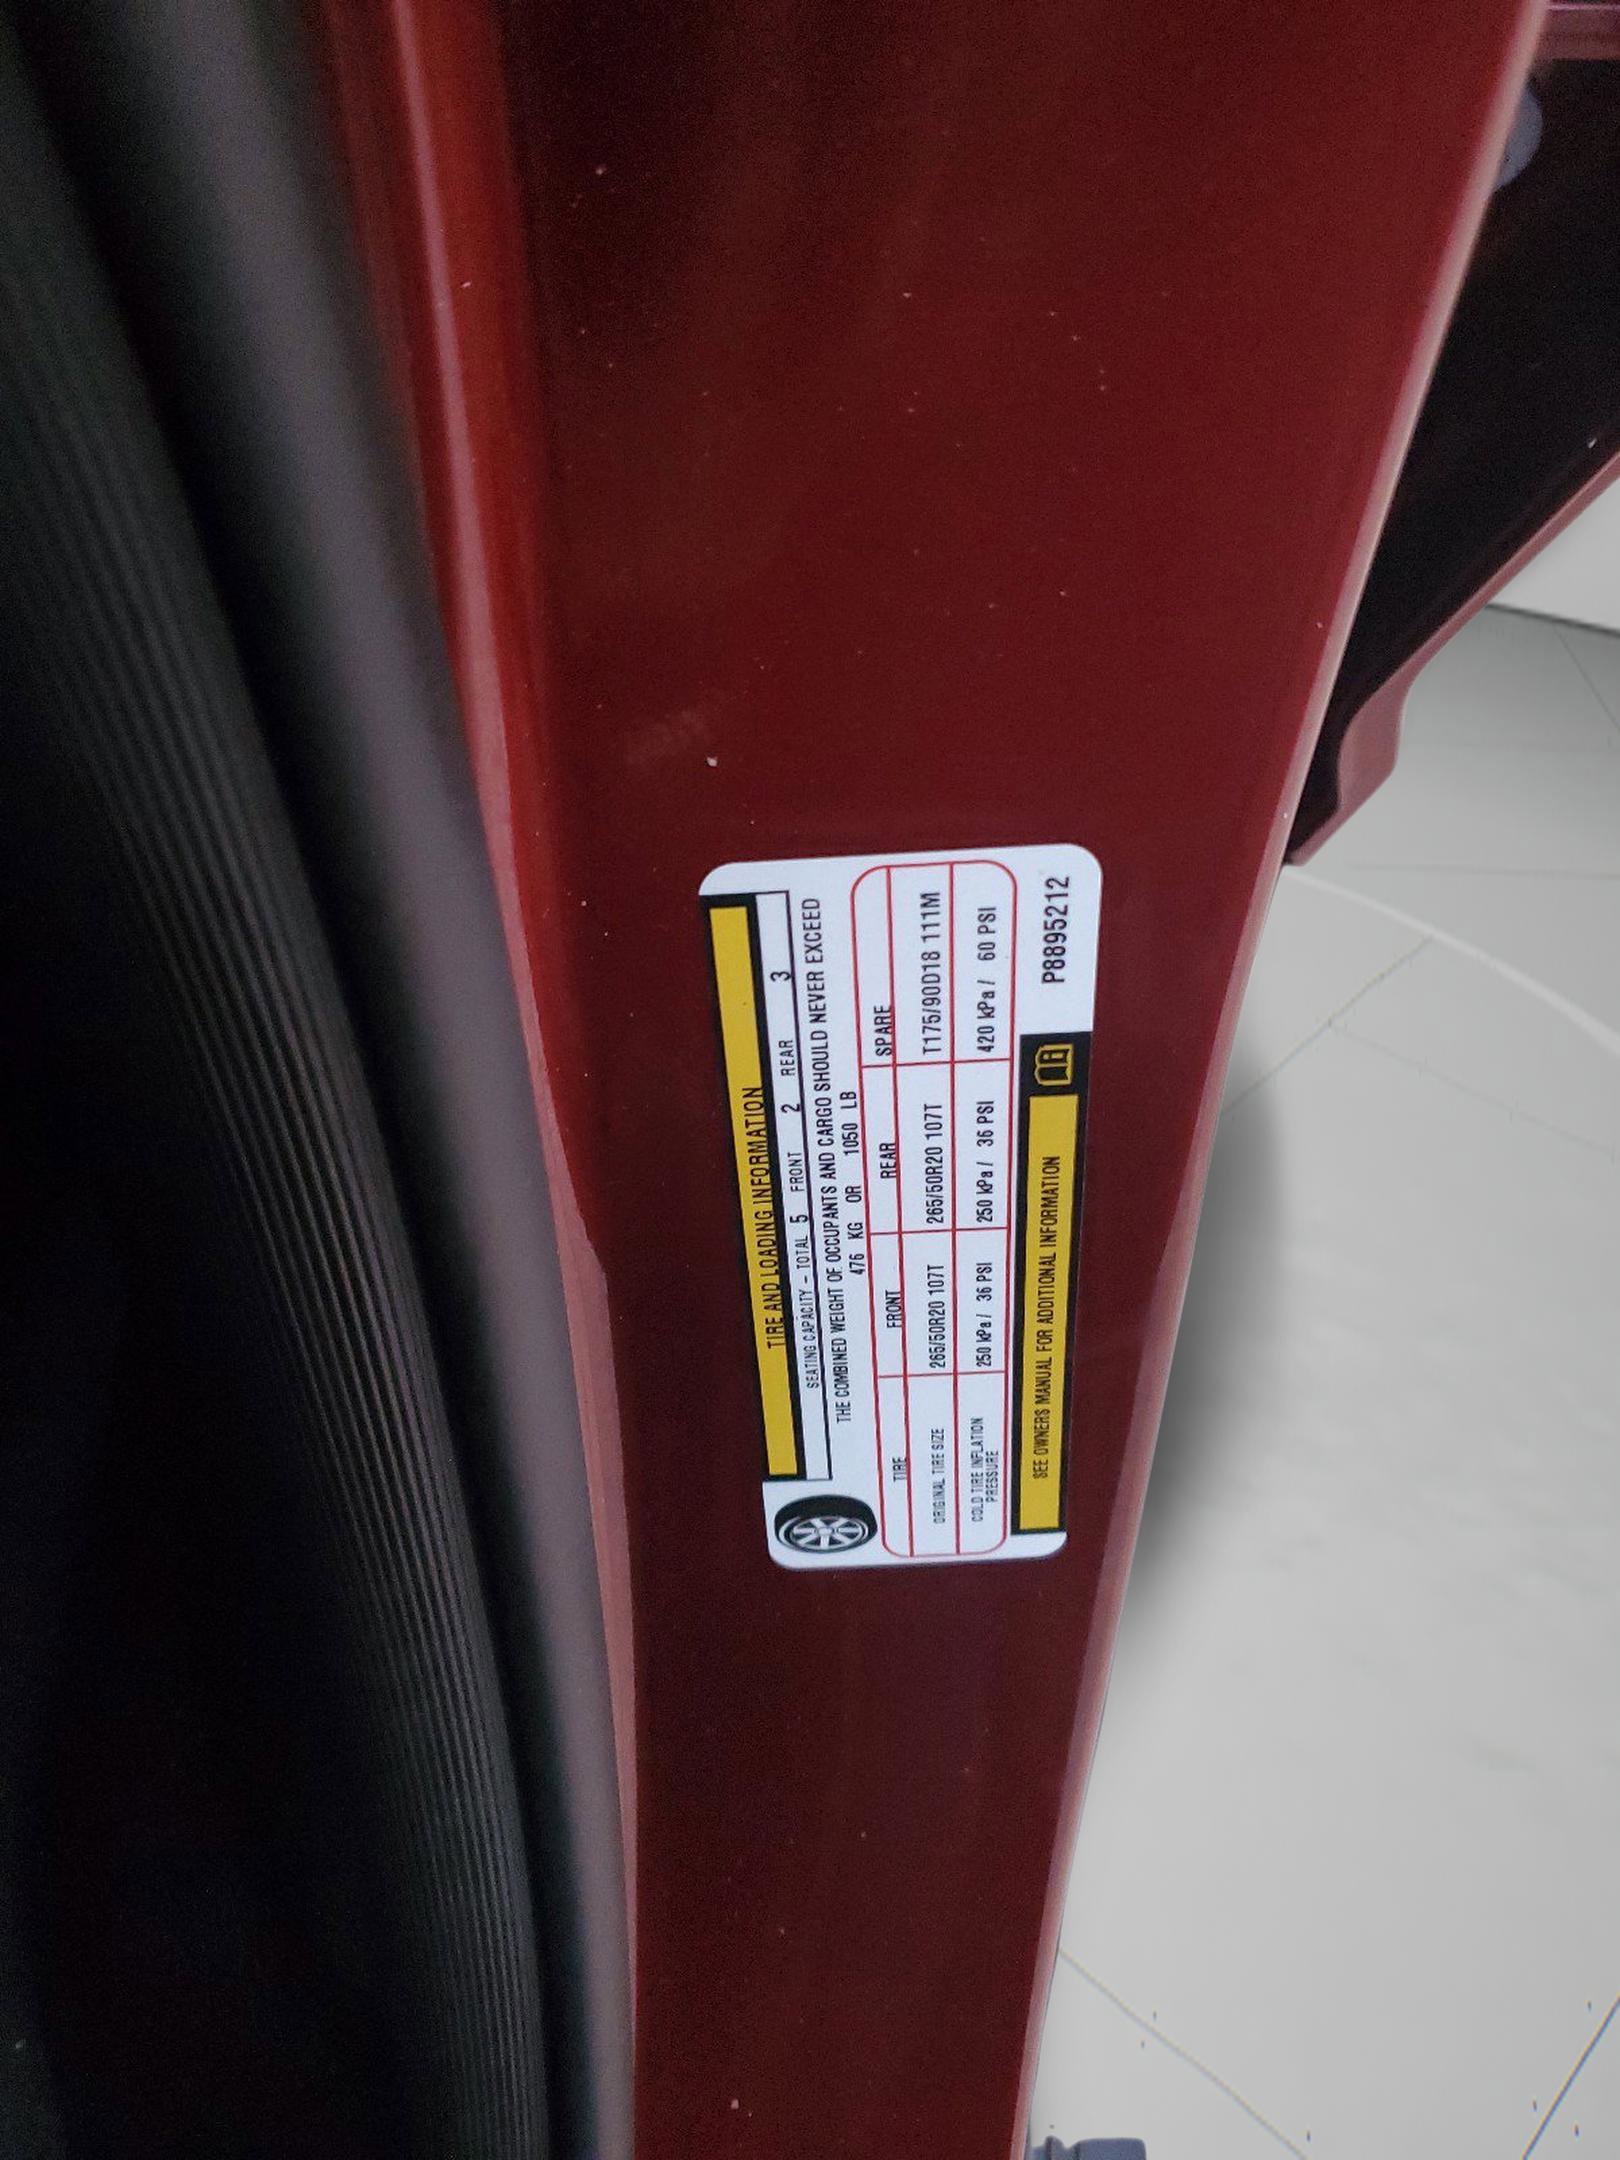 TIRE AND LOADING INFORMATION
SEATING CAPACITY – TOTAL 5 FRONT 2 REAR 3
THE COMBINED WEIGHT OF OCCUPANTS AND CARGO SHOULD NEVER EXCEED
476 KG OR 1050 LB
TIRE FRONT REAR SPARE
ORIGINAL TIRE SIZE 265/50R20 107T 265/50R20 107T T175/90D18 111M
COLD TIRE INFLATION PRESSURE 250 kPa / 36 PSI 250 kPa / 36 PSI 420 kPa / 60 PSI
SEE OWNERS MANUAL FOR ADDITIONAL INFORMATION P8895212